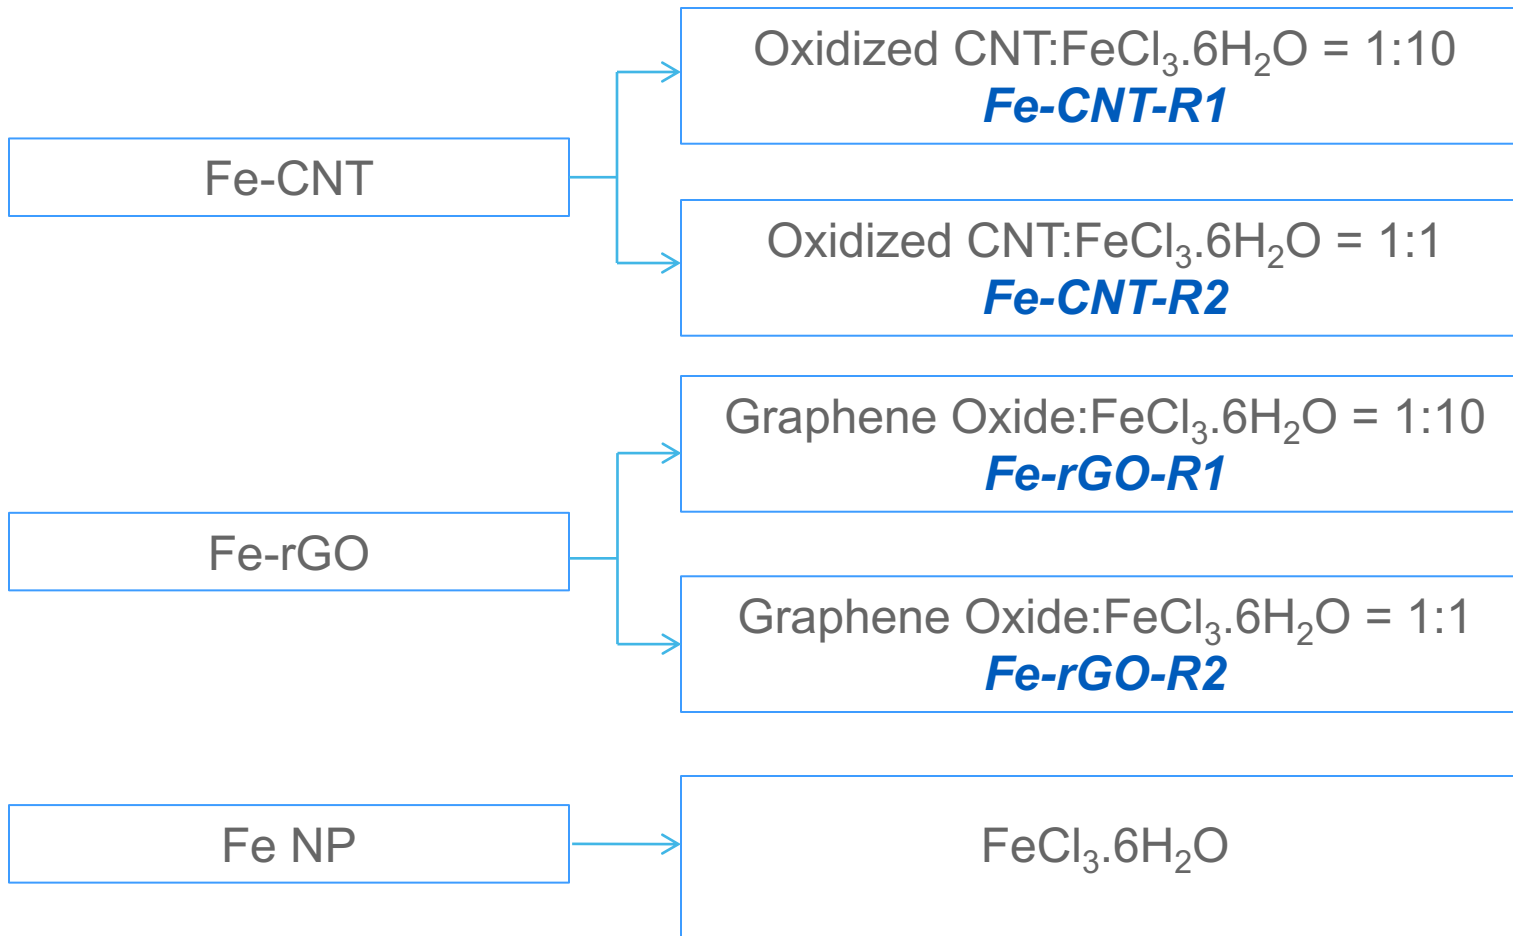 Oxidized CNT:FeCl₃.6H₂O = 1:10
Fe-CNT-R1
Fe-CNT
Oxidized CNT:FeCl₃.6H₂O = 1:1
Fe-CNT-R2
Graphene Oxide:FeCl₃.6H₂O = 1:10
Fe-rGO-R1
Fe-rGO
Graphene Oxide:FeCl₃.6H₂O = 1:1
Fe-rGO-R2
Fe NP
FeCl₃.6H₂O